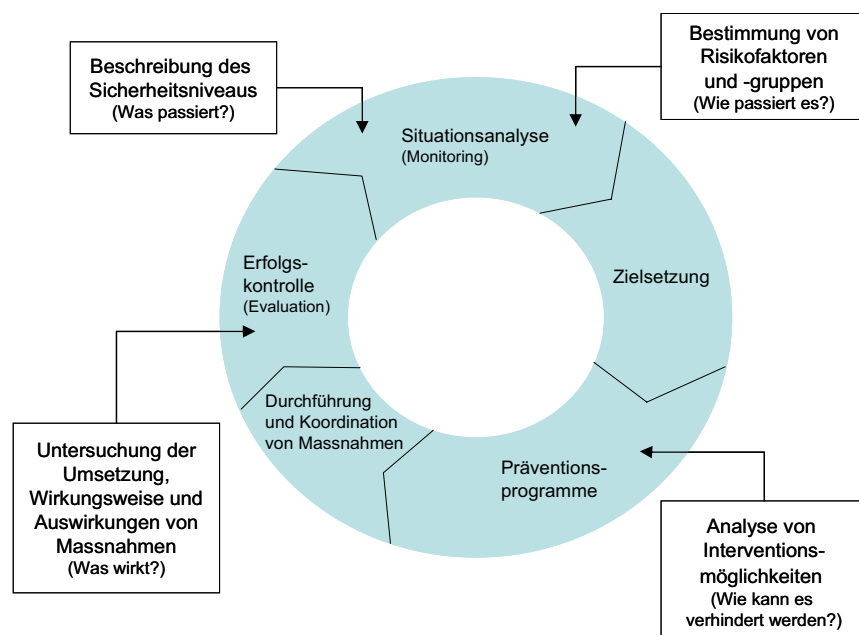 Beschreibung des
Sicherheitsniveaus
(Was passiert?)
Bestimmung von
Risikofaktoren
und -gruppen
(Wie passiert es?)
Situationsanalyse
(Monitoring)
Zielsetzung
Präventions-
programme
Durchführung
und Koordination
von Massnahmen
Erfolgs-
kontrolle
(Evaluation)
Untersuchung der
Umsetzung,
Wirkungsweise und
Auswirkungen von
Massnahmen
(Was wirkt?)
Analyse von
Interventions-
möglichkeiten
(Wie kann es
verhindert werden?)